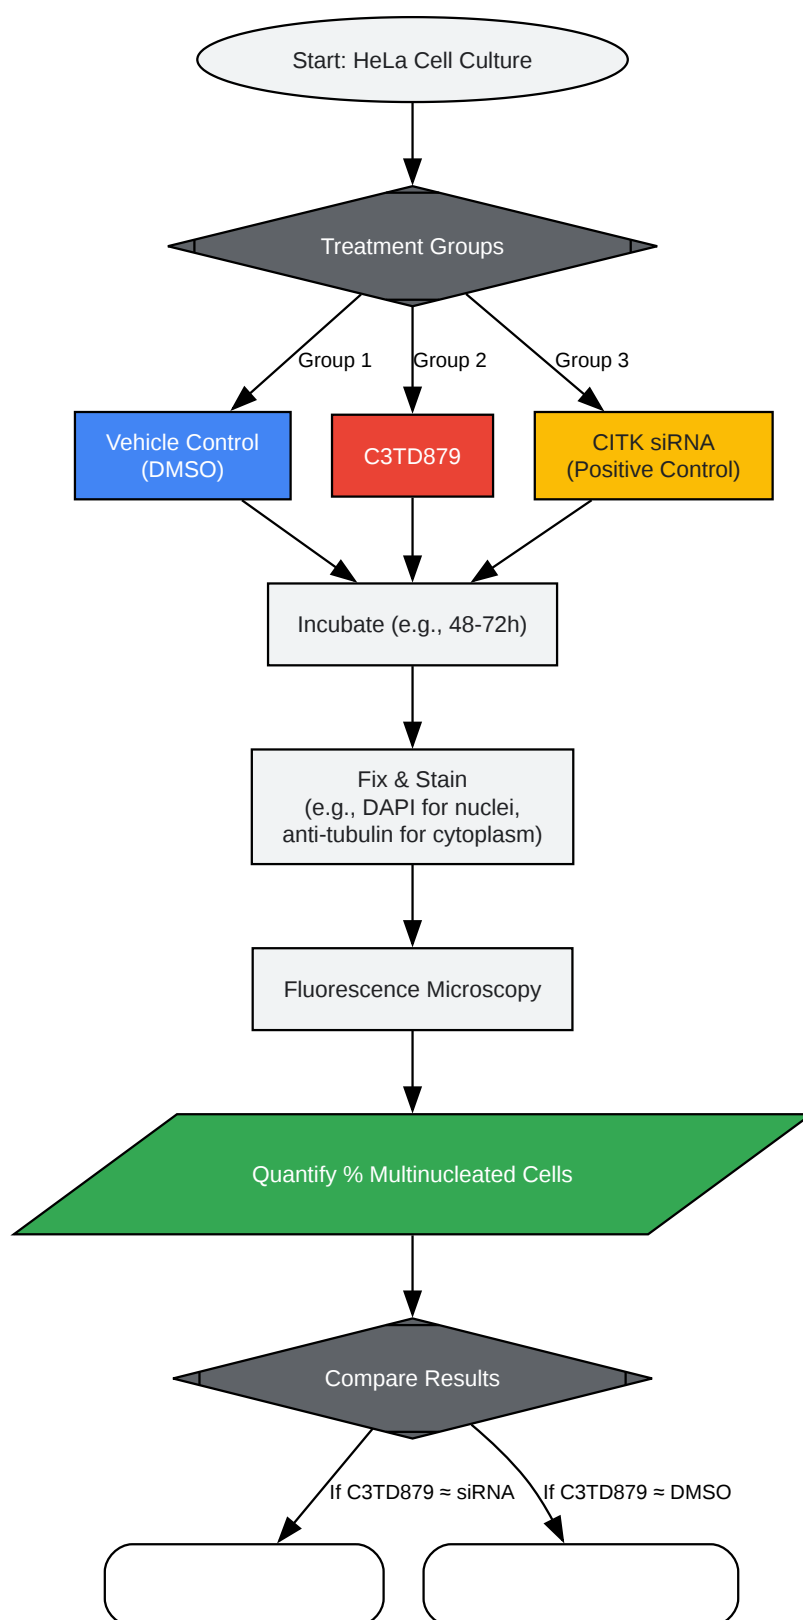 Start: HeLa Cell Culture
Treatment Groups
Group 1
Group 2
Group 3
Vehicle Control
(DMSO)
C3TD879
CITK siRNA
(Positive Control)
Incubate (e.g., 48-72h)
Fix & Stain
(e.g., DAPI for nuclei,
anti-tubulin for cytoplasm)
Fluorescence Microscopy
Quantify % Multinucleated Cells
Compare Results
If C3TD879 ≈ siRNA
If C3TD879 ≈ DMSO